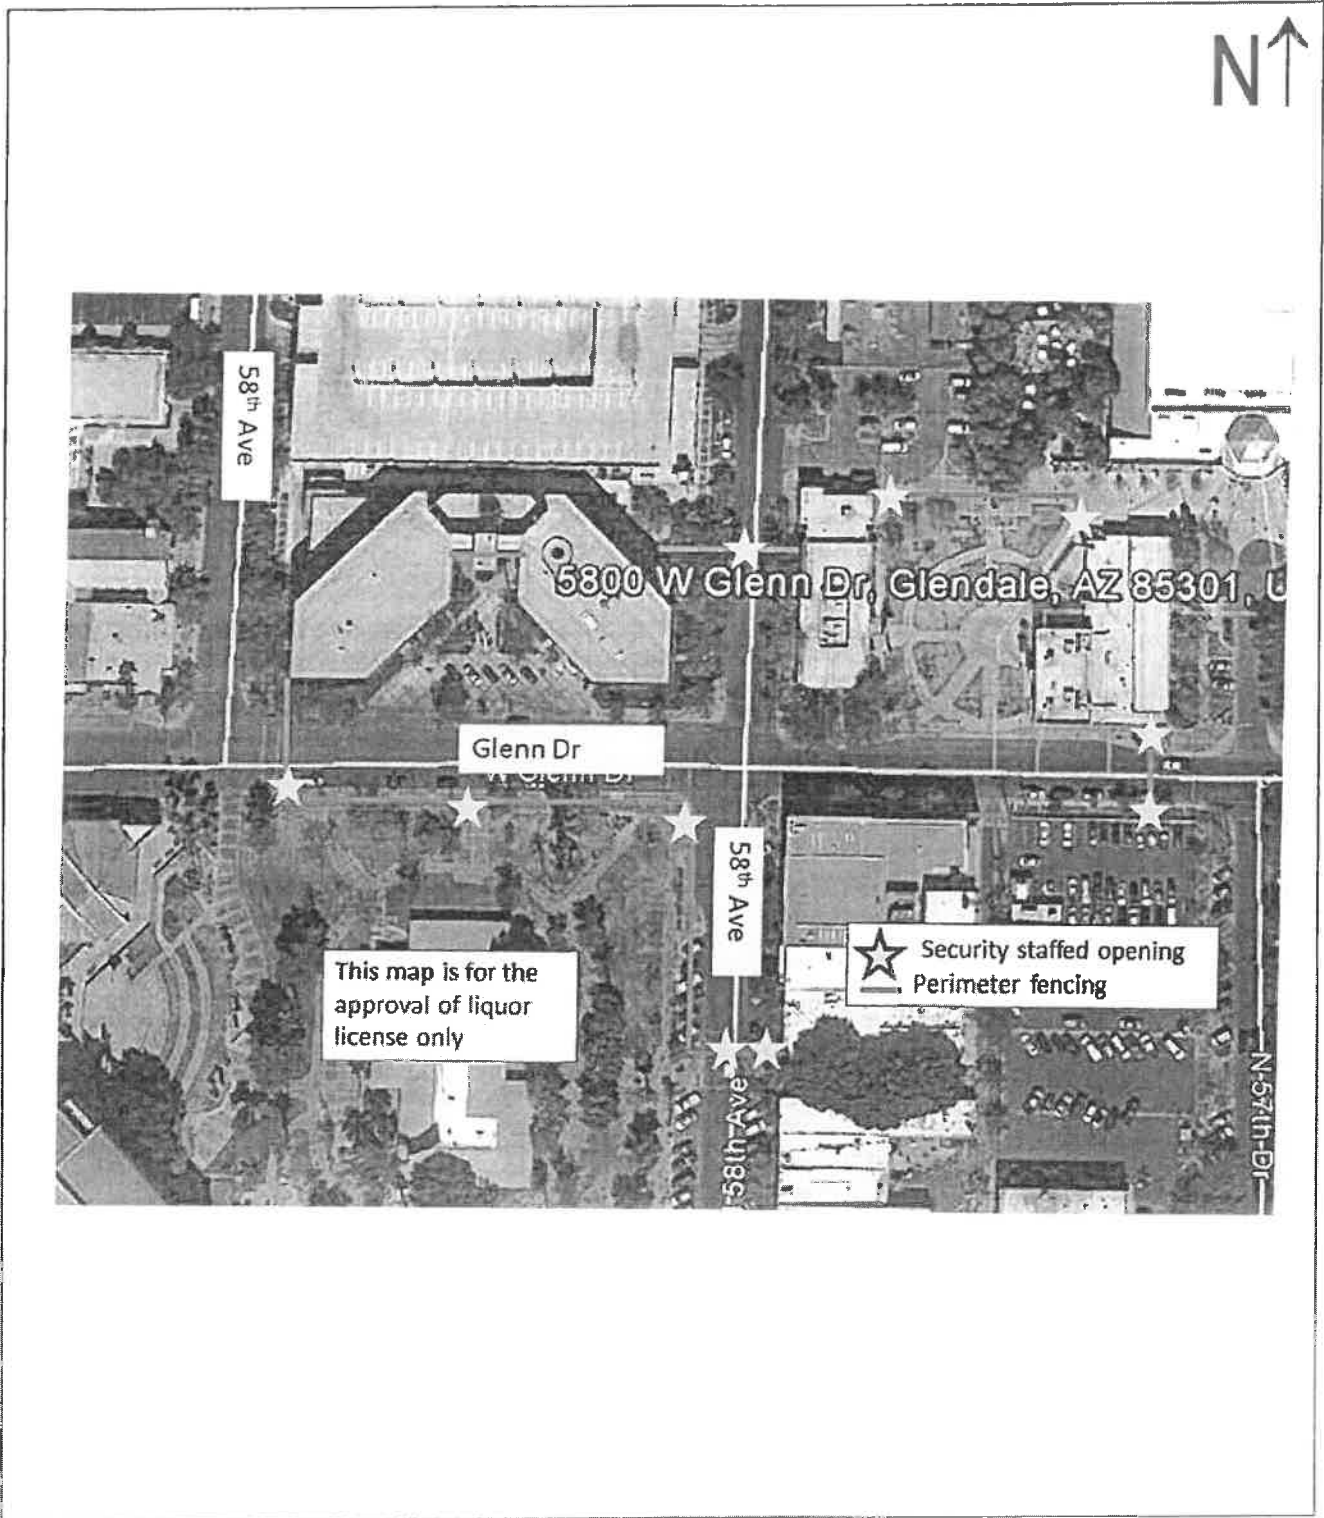 N
58th Ave
5800 W Glenn Dr, Glendale, AZ 85301, U
Glenn Dr
W Glenn Dr
58th Ave
Security staffed opening
Perimeter fencing
This map is for the
approval of liquor
license only
58th Ave
N 57th Dr